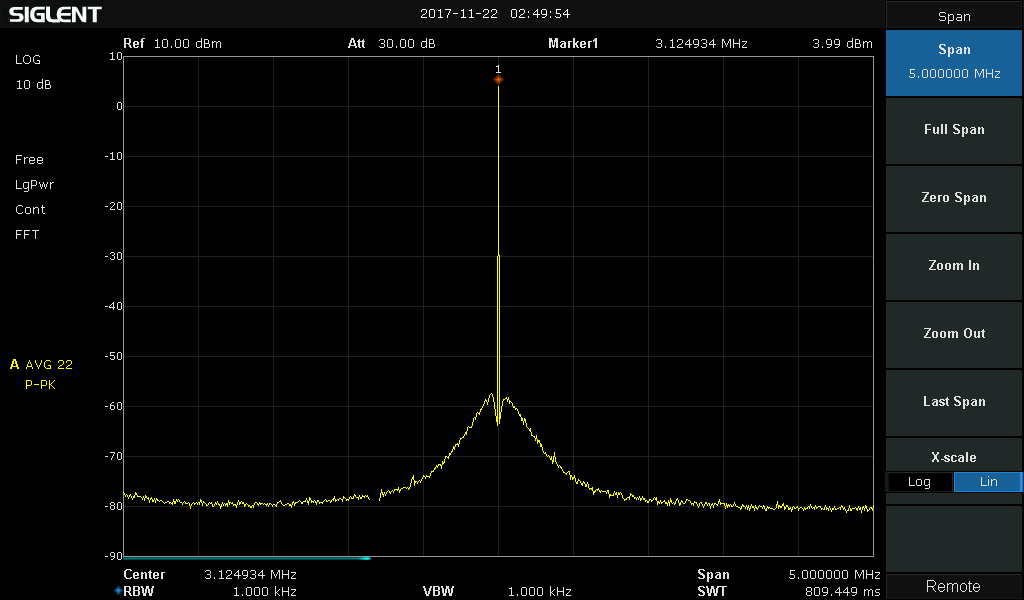 SIGLENT
2017-11-22 02:49:54
Span
Ref 10.00 dBm Att 30.00 dB Marker1 3.124934 MHz 3.99 dBm
LOG
10 dB
Free
LgPwr
Cont
FFT
A AVG 22
P-PK
10
0
-10
-20
-30
-40
-50
-60
-70
-80
-90
1
Center 3.124934 MHz Span 5.000000 MHz
RBW 1.000 kHz VBW 1.000 kHz SWT 809.449 ms
Span
5.000000 MHz
Full Span
Zero Span
Zoom In
Zoom Out
Last Span
X-scale
Log Lin
Remote